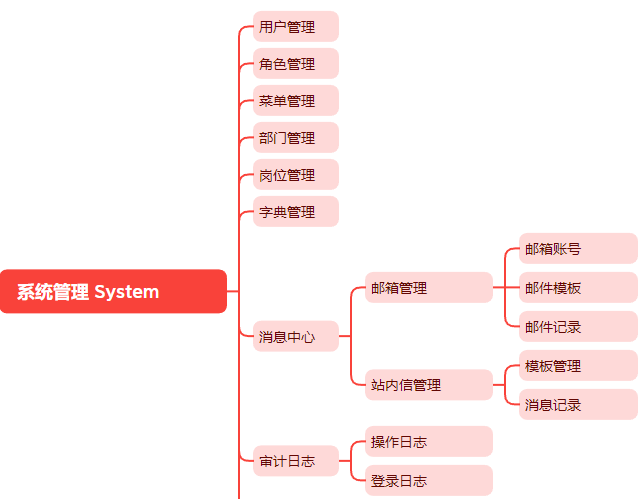 用户管理
角色管理
菜单管理
部门管理
岗位管理
字典管理
系统管理 System
消息中心
邮箱管理
邮箱账号
邮件模板
邮件记录
站内信管理
模板管理
消息记录
审计日志
操作日志
登录日志